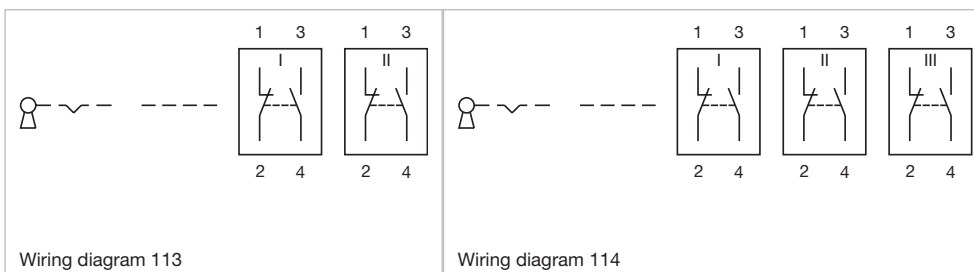 1 3 1 3
I II
2 4 2 4
Wiring diagram 113
1 3 1 3 1 3
I II III
2 4 2 4 2 4
Wiring diagram 114